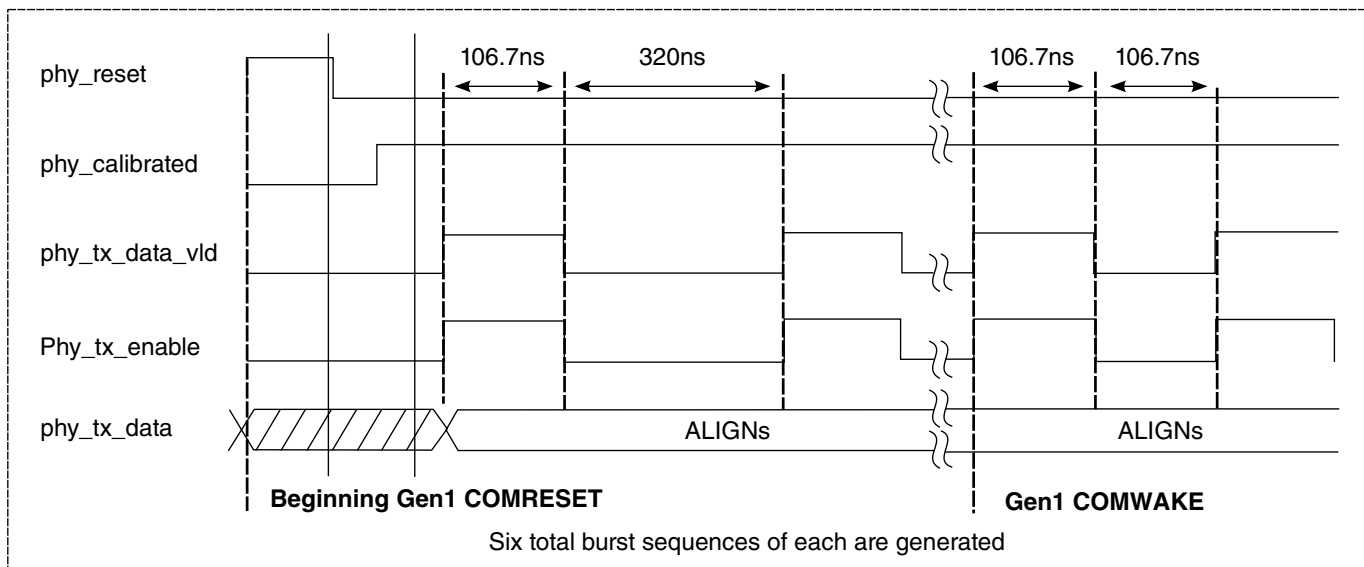 106.7ns 320ns 106.7ns 106.7ns
phy_reset
phy_calibrated
phy_tx_data_vld
Phy_tx_enable
phy_tx_data ALIGNs ALIGNs
Beginning Gen1 COMRESET Gen1 COMWAKE
Six total burst sequences of each are generated